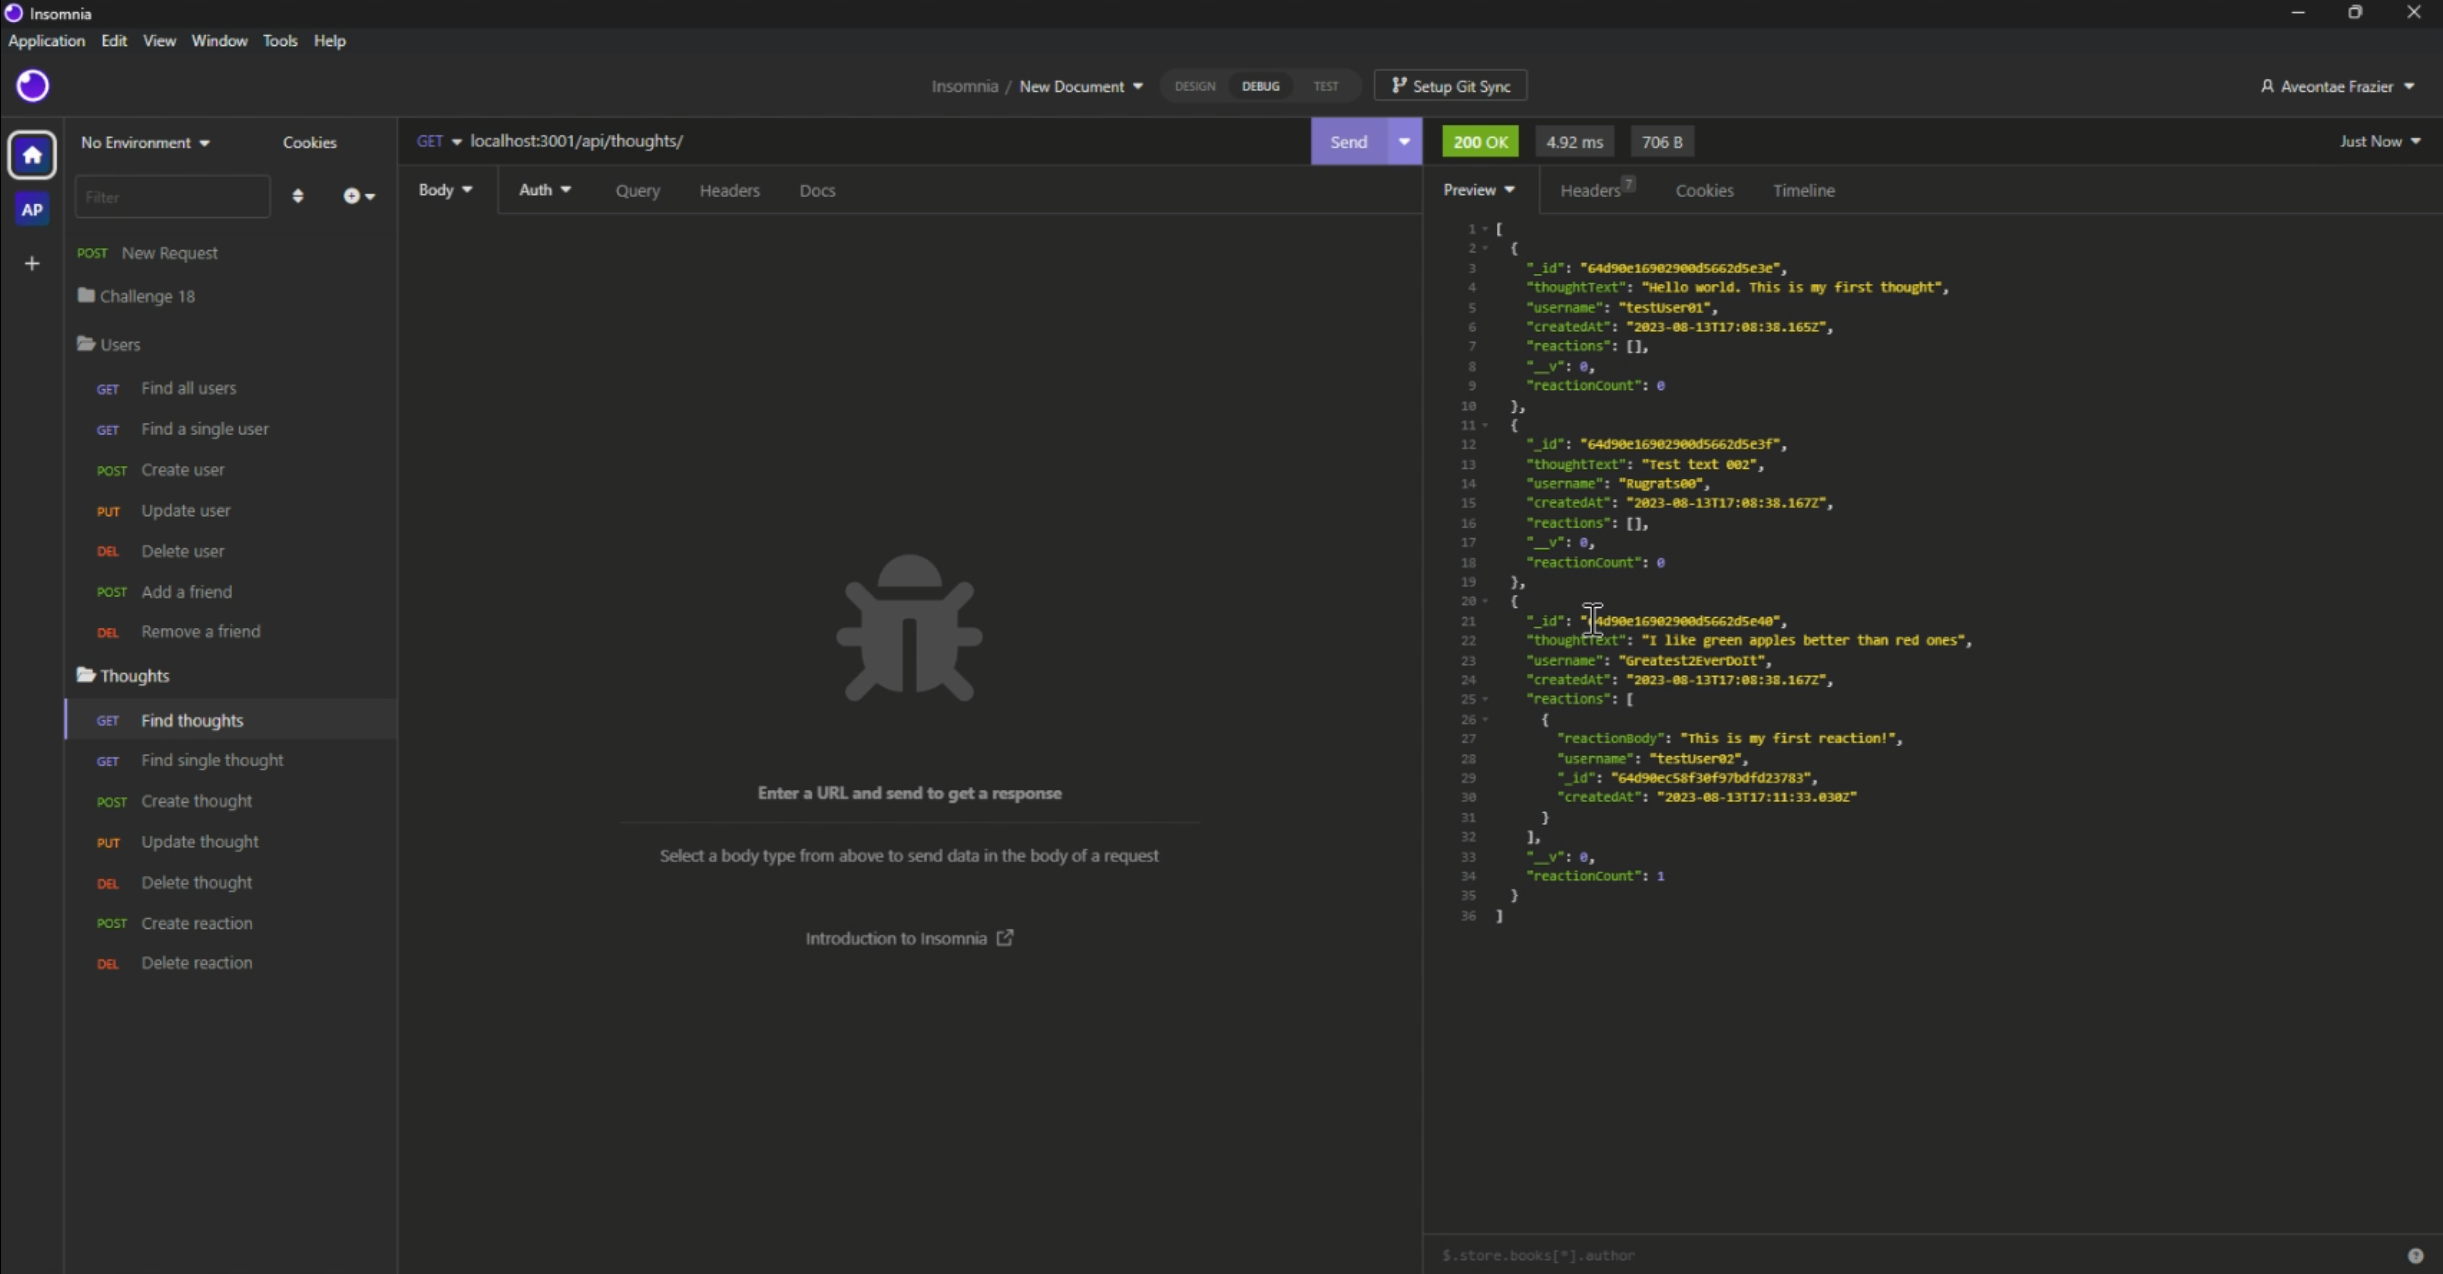 Insomnia
Application Edit View Window Tools Help
Insomnia / New Document DESIGN DEBUG TEST Setup Git Sync Aveontae Frazier
No Environment Cookies
AP
Filter
POST New Request
Challenge 18
Users
GET Find all users
GET Find a single user
POST Create user
PUT Update user
DEL Delete user
POST Add a friend
DEL Remove a friend
Thoughts
GET Find thoughts
GET Find single thought
POST Create thought
PUT Update thought
DEL Delete thought
POST Create reaction
DEL Delete reaction
GET localhost:3001/api/thoughts/ Send
Body Auth Query Headers Docs
Enter a URL and send to get a response
Select a body type from above to send data in the body of a request
Introduction to Insomnia
200 OK 4.92 ms 706 B Just Now
Preview Headers 7 Cookies Timeline
1 [
2 {
3 "_id": "64d90e16902900d5662d5e3e",
4 "thoughtText": "Hello world. This is my first thought",
5 "username": "testUser01",
6 "createdAt": "2023-08-13T17:08:38.165Z",
7 "reactions": [],
8 "__v": 0,
9 "reactionCount": 0
10 },
11 {
12 "_id": "64d90e16902900d5662d5e3f",
13 "thoughtText": "Test text 002",
14 "username": "Rugrats00",
15 "createdAt": "2023-08-13T17:08:38.167Z",
16 "reactions": [],
17 "__v": 0,
18 "reactionCount": 0
19 },
20 {
21 "_id": "64d90e16902900d5662d5e40",
22 "thoughtText": "I like green apples better than red ones",
23 "username": "Greatest2EverDoIt",
24 "createdAt": "2023-08-13T17:08:38.167Z",
25 "reactions": [
26 {
27 "reactionBody": "This is my first reaction!",
28 "username": "testUser02",
29 "_id": "64d90ec58f30f97bdfd23783",
30 "createdAt": "2023-08-13T17:11:33.030Z"
31 }
32 ],
33 "__v": 0,
34 "reactionCount": 1
35 }
36 ]
$.store.books[*].author